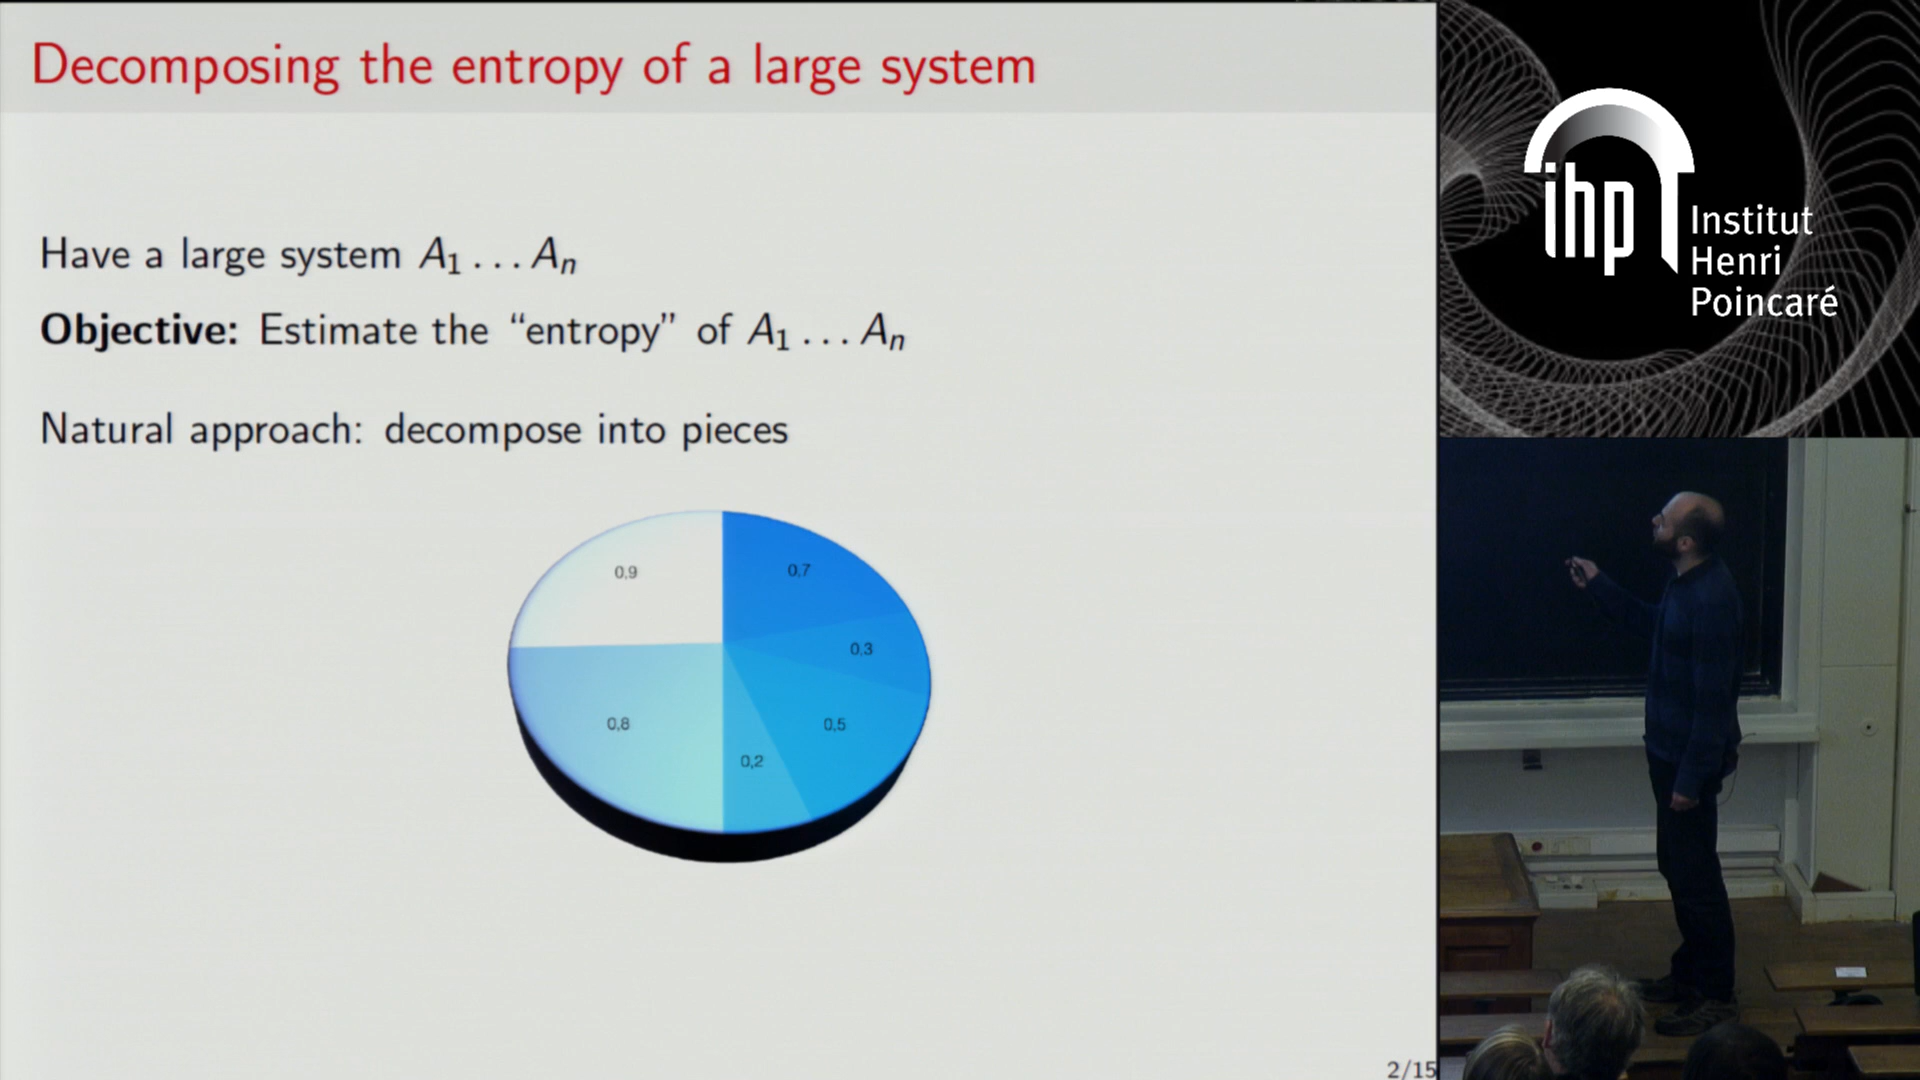 Decomposing the entropy of a large system
Have a large system A₁ … Aₙ
Objective: Estimate the “entropy” of A₁ … Aₙ
Natural approach: decompose into pieces
0,9
0,7
0,3
0,8
0,5
0,2
2/15
ihp
Institut
Henri
Poincaré